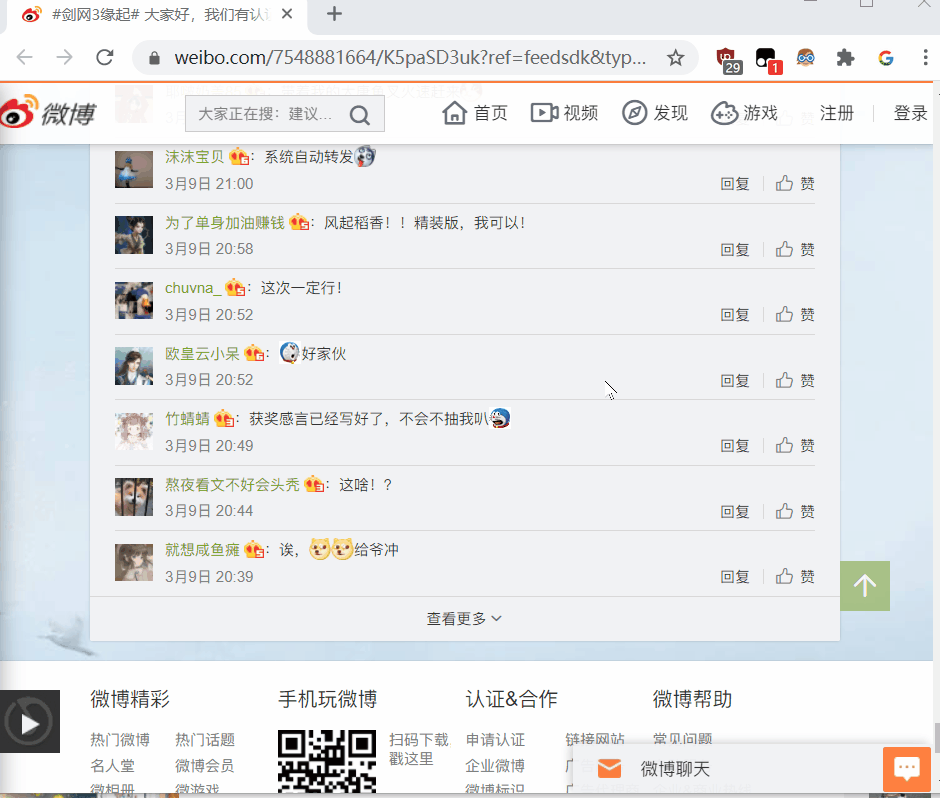 #剑网3缘起# 大家好，我们有认
weibo.com/7548881664/K5paSD3uk?ref=feedsdk&typ...
29
1
微博
大家正在搜：建议...
首页
视频
发现
游戏
注册
登录
沫沫宝贝：系统自动转发
3月9日 21:00
回复
赞
为了单身加油赚钱：风起稻香！！精装版，我可以！
3月9日 20:58
回复
赞
chuvna_：这次一定行！
3月9日 20:52
回复
赞
欧皇云小呆：好家伙
3月9日 20:52
回复
赞
竹蜻蜻：获奖感言已经写好了，不会不抽我叭
3月9日 20:49
回复
赞
熬夜看文不好会头秃：这啥！？
3月9日 20:44
回复
赞
就想咸鱼瘫：诶，给爷冲
3月9日 20:39
回复
赞
查看更多
微博精彩
手机玩微博
认证&合作
微博帮助
热门微博
热门话题
扫码下载
申请认证
链接网站
常见问题
名人堂
微博会员
戳这里
企业微博
微相册
微游戏
微博标识
微博聊天